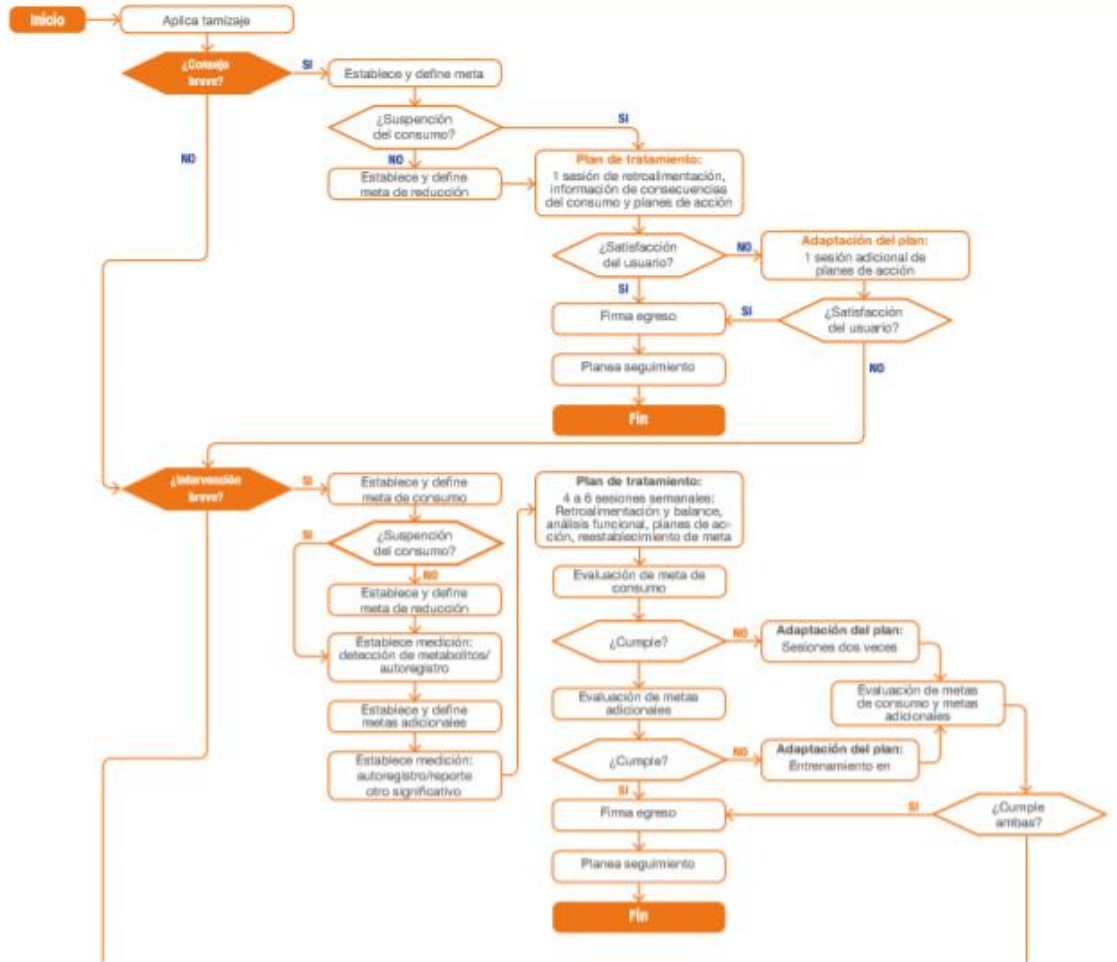 Inicio
Aplica tamizaje
¿Consejo
breve?
SI
NO
Establece y define meta
¿Suspención
del consumo?
SI
NO
Establece y define
meta de reducción
Plan de tratamiento:
1 sesión de retroalimentación,
información de consecuencias
del consumo y planes de acción
¿Satisfacción
del usuario?
NO
SI
Adaptación del plan:
1 sesión adicional de
planes de acción
¿Satisfacción
del usuario?
SI
NO
Firma egreso
Planea seguimiento
Fin
¿Intervención
breve?
SI
Establece y define
meta de consumo
¿Suspención
del consumo?
SI
NO
Establece y define
meta de reducción
Establece medición:
detección de metabolitos/
autoregistro
Establece y define
metas adicionales
Establece medición:
autoregistro/reporte
otro significativo
Plan de tratamiento:
4 a 6 sesiones semanales:
Retroalimentación y balance,
análisis funcional, planes de ac-
ción, reestablecimiento de meta
Evaluación de meta de
consumo
¿Cumple?
NO
Adaptación del plan:
Sesiones dos veces
Evaluación de metas
adicionales
Evaluación de metas
de consumo y metas
adicionales
¿Cumple?
NO
SI
Adaptación del plan:
Entrenamiento en
¿Cumple
ambas?
SI
Firma egreso
Planea seguimiento
Fin